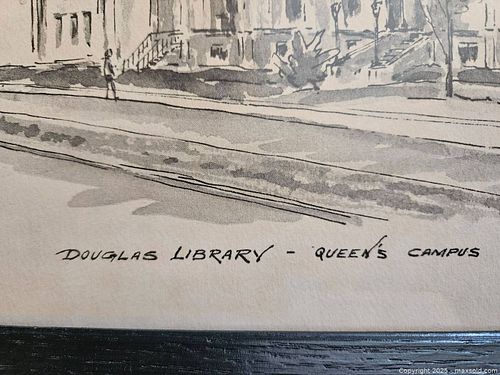 DOUGLAS LIBRARY - QUEEN'S CAMPUS
Copyright 2025 - maxsold.com